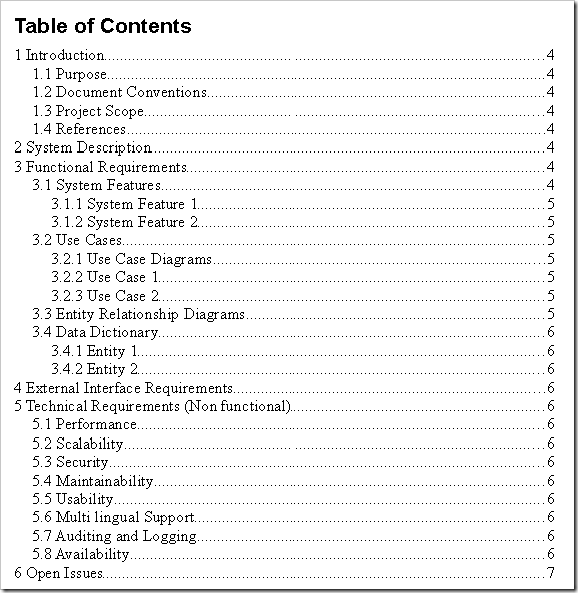 Table of Contents
1 Introduction....................................................4
1.1 Purpose....................................................4
1.2 Document Conventions....................................................4
1.3 Project Scope....................................................4
1.4 References....................................................4
2 System Description....................................................4
3 Functional Requirements....................................................4
3.1 System Features....................................................4
3.1.1 System Feature 1....................................................5
3.1.2 System Feature 2....................................................5
3.2 Use Cases....................................................5
3.2.1 Use Case Diagrams....................................................5
3.2.2 Use Case 1....................................................5
3.2.3 Use Case 2....................................................5
3.3 Entity Relationship Diagrams....................................................5
3.4 Data Dictionary....................................................6
3.4.1 Entity 1....................................................6
3.4.2 Entity 2....................................................6
4 External Interface Requirements....................................................6
5 Technical Requirements (Non functional)....................................................6
5.1 Performance....................................................6
5.2 Scalability....................................................6
5.3 Security....................................................6
5.4 Maintainability....................................................6
5.5 Usability....................................................6
5.6 Multi lingual Support....................................................6
5.7 Auditing and Logging....................................................6
5.8 Availability....................................................6
6 Open Issues....................................................7